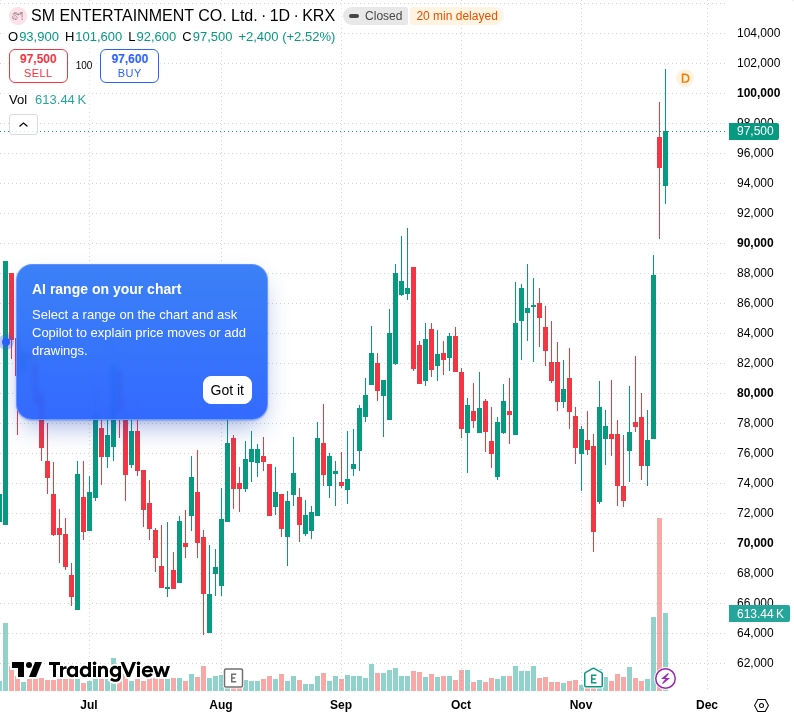 SM ENTERTAINMENT CO. Ltd. · 1D · KRX Closed 20 min delayed
O93,900 H101,600 L92,600 C97,500 +2,400 (+2.52%)
97,500 SELL 100 97,600 BUY
Vol 613.44 K
104,000
102,000
D
100,000
98,000
97,500
96,000
94,000
92,000
90,000
88,000
AI range on your chart
86,000
Select a range on the chart and ask
Copilot to explain price moves or add
drawings.
84,000
82,000
Got it
80,000
78,000
76,000
74,000
72,000
70,000
68,000
66,000
613.44 K
64,000
62,000
TradingView
E
E
Jul Aug Sep Oct Nov Dec